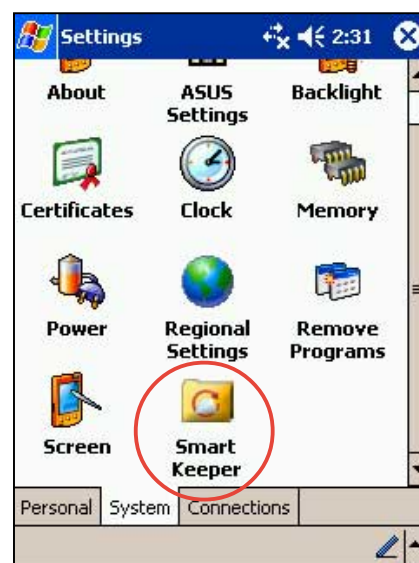 Settings 2:31
About ASUS Backlight
Settings
Certificates Clock Memory
Power Regional Remove
Settings Programs
Screen Smart
Keeper
Personal System Connections